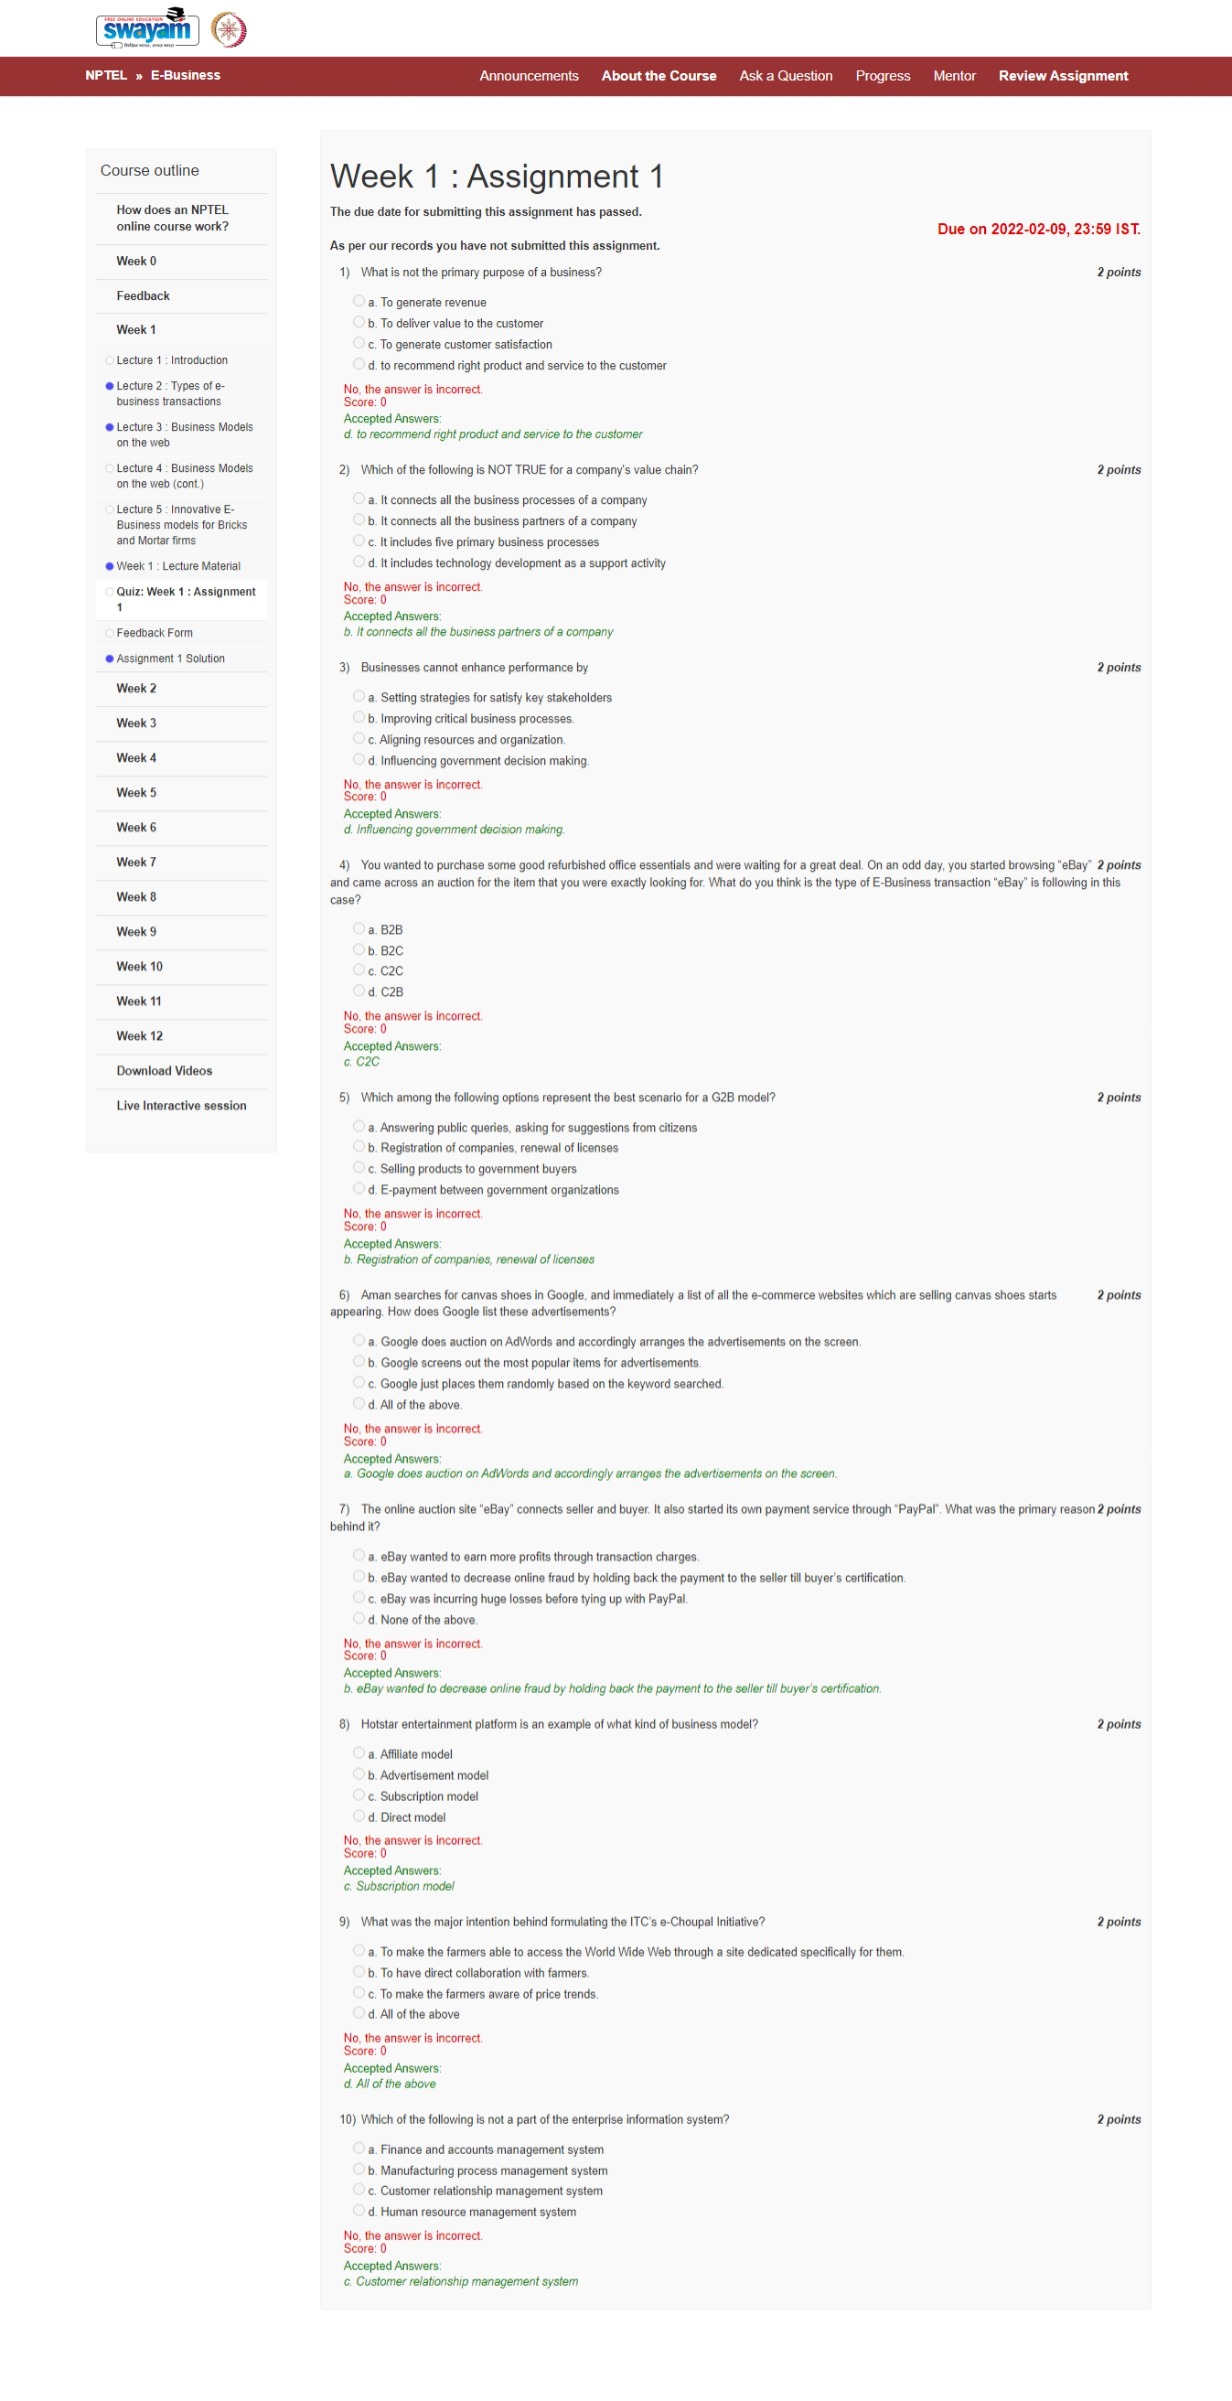 FREE ONLINE EDUCATION
swayam
NPTEL » E-Business
Announcements About the Course Ask a Question Progress Mentor Review Assignment
Course outline
How does an NPTEL
online course work?
Week 0
Feedback
Week 1
Lecture 1 : Introduction
Lecture 2 : Types of e-
business transactions
Lecture 3 : Business Models
on the web
Lecture 4 : Business Models
on the web (cont.)
Lecture 5 : Innovative E-
Business models for Bricks
and Mortar firms
Week 1 : Lecture Material
Quiz: Week 1 : Assignment
1
Feedback Form
Assignment 1 Solution
Week 2
Week 3
Week 4
Week 5
Week 6
Week 7
Week 8
Week 9
Week 10
Week 11
Week 12
Download Videos
Live Interactive session
Week 1 : Assignment 1
The due date for submitting this assignment has passed.
Due on 2022-02-09, 23:59 IST.
As per our records you have not submitted this assignment.
1) What is not the primary purpose of a business? 2 points
a. To generate revenue
b. To deliver value to the customer
c. To generate customer satisfaction
d. to recommend right product and service to the customer
No, the answer is incorrect.
Score: 0
Accepted Answers:
d. to recommend right product and service to the customer
2) Which of the following is NOT TRUE for a company's value chain? 2 points
a. It connects all the business processes of a company
b. It connects all the business partners of a company
c. It includes five primary business processes
d. It includes technology development as a support activity
No, the answer is incorrect.
Score: 0
Accepted Answers:
b. It connects all the business partners of a company
3) Businesses cannot enhance performance by 2 points
a. Setting strategies for satisfy key stakeholders
b. Improving critical business processes.
c. Aligning resources and organization.
d. Influencing government decision making.
No, the answer is incorrect.
Score: 0
Accepted Answers:
d. Influencing government decision making.
4) You wanted to purchase some good refurbished office essentials and were waiting for a great deal. On an odd day, you started browsing "eBay" 2 points
and came across an auction for the item that you were exactly looking for. What do you think is the type of E-Business transaction "eBay" is following in this
case?
a. B2B
b. B2C
c. C2C
d. C2B
No, the answer is incorrect.
Score: 0
Accepted Answers:
c. C2C
5) Which among the following options represent the best scenario for a G2B model? 2 points
a. Answering public queries, asking for suggestions from citizens
b. Registration of companies, renewal of licenses
c. Selling products to government buyers
d. E-payment between government organizations
No, the answer is incorrect.
Score: 0
Accepted Answers:
b. Registration of companies, renewal of licenses
6) Aman searches for canvas shoes in Google, and immediately a list of all the e-commerce websites which are selling canvas shoes starts 2 points
appearing. How does Google list these advertisements?
a. Google does auction on AdWords and accordingly arranges the advertisements on the screen.
b. Google screens out the most popular items for advertisements.
c. Google just places them randomly based on the keyword searched.
d. All of the above.
No, the answer is incorrect.
Score: 0
Accepted Answers:
a. Google does auction on AdWords and accordingly arranges the advertisements on the screen.
7) The online auction site "eBay" connects seller and buyer. It also started its own payment service through "PayPal". What was the primary reason 2 points
behind it?
a. eBay wanted to earn more profits through transaction charges.
b. eBay wanted to decrease online fraud by holding back the payment to the seller till buyer's certification.
c. eBay was incurring huge losses before tying up with PayPal.
d. None of the above.
No, the answer is incorrect.
Score: 0
Accepted Answers:
b. eBay wanted to decrease online fraud by holding back the payment to the seller till buyer's certification.
8) Hotstar entertainment platform is an example of what kind of business model? 2 points
a. Affiliate model
b. Advertisement model
c. Subscription model
d. Direct model
No, the answer is incorrect.
Score: 0
Accepted Answers:
c. Subscription model
9) What was the major intention behind formulating the ITC's e-Choupal Initiative? 2 points
a. To make the farmers able to access the World Wide Web through a site dedicated specifically for them.
b. To have direct collaboration with farmers.
c. To make the farmers aware of price trends.
d. All of the above
No, the answer is incorrect.
Score: 0
Accepted Answers:
d. All of the above
10) Which of the following is not a part of the enterprise information system? 2 points
a. Finance and accounts management system
b. Manufacturing process management system
c. Customer relationship management system
d. Human resource management system
No, the answer is incorrect.
Score: 0
Accepted Answers:
c. Customer relationship management system